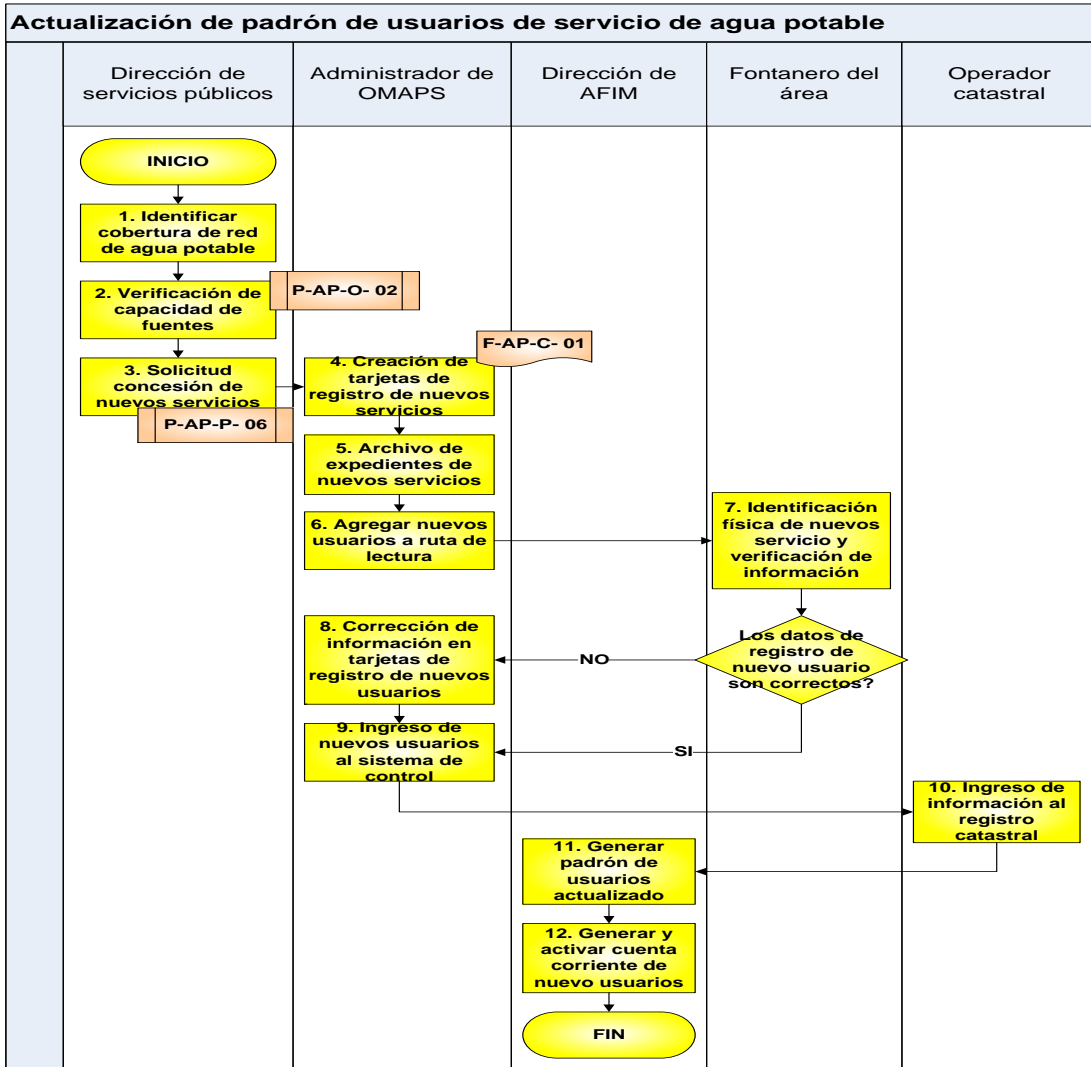 Actualización de padrón de usuarios de servicio de agua potable
Dirección de
servicios públicos
Administrador de
OMAPS
Dirección de
AFIM
Fontanero del
área
Operador
catastral
INICIO
1. Identificar
cobertura de red
de agua potable
2. Verificación de
capacidad de
fuentes
P-AP-O- 02
3. Solicitud
concesión de
nuevos servicios
P-AP-P- 06
F-AP-C- 01
4. Creación de
tarjetas de
registro de nuevos
servicios
5. Archivo de
expedientes de
nuevos servicios
6. Agregar nuevos
usuarios a ruta de
lectura
7. Identificación
física de nuevos
servicio y
verificación de
información
Los datos de
registro de
nuevo usuario
son correctos?
NO
8. Corrección de
información en
tarjetas de
registro de nuevos
usuarios
SI
9. Ingreso de
nuevos usuarios
al sistema de
control
10. Ingreso de
información al
registro
catastral
11. Generar
padrón de
usuarios
actualizado
12. Generar y
activar cuenta
corriente de
nuevo usuarios
FIN